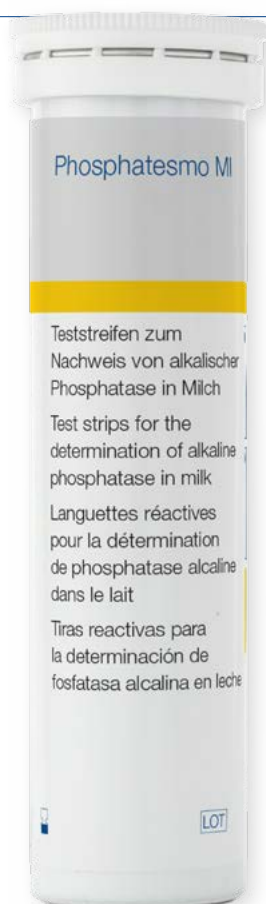 Phosphatesmo MI
Teststreifen zum
Nachweis von alkalischer
Phosphatase in Milch
Test strips for the
determination of alkaline
phosphatase in milk
Languettes réactives
pour la détermination
de phosphatase alcaline
dans le lait
Tiras reactivas para
la determinación de
fosfatasa alcalina en leche
LOT